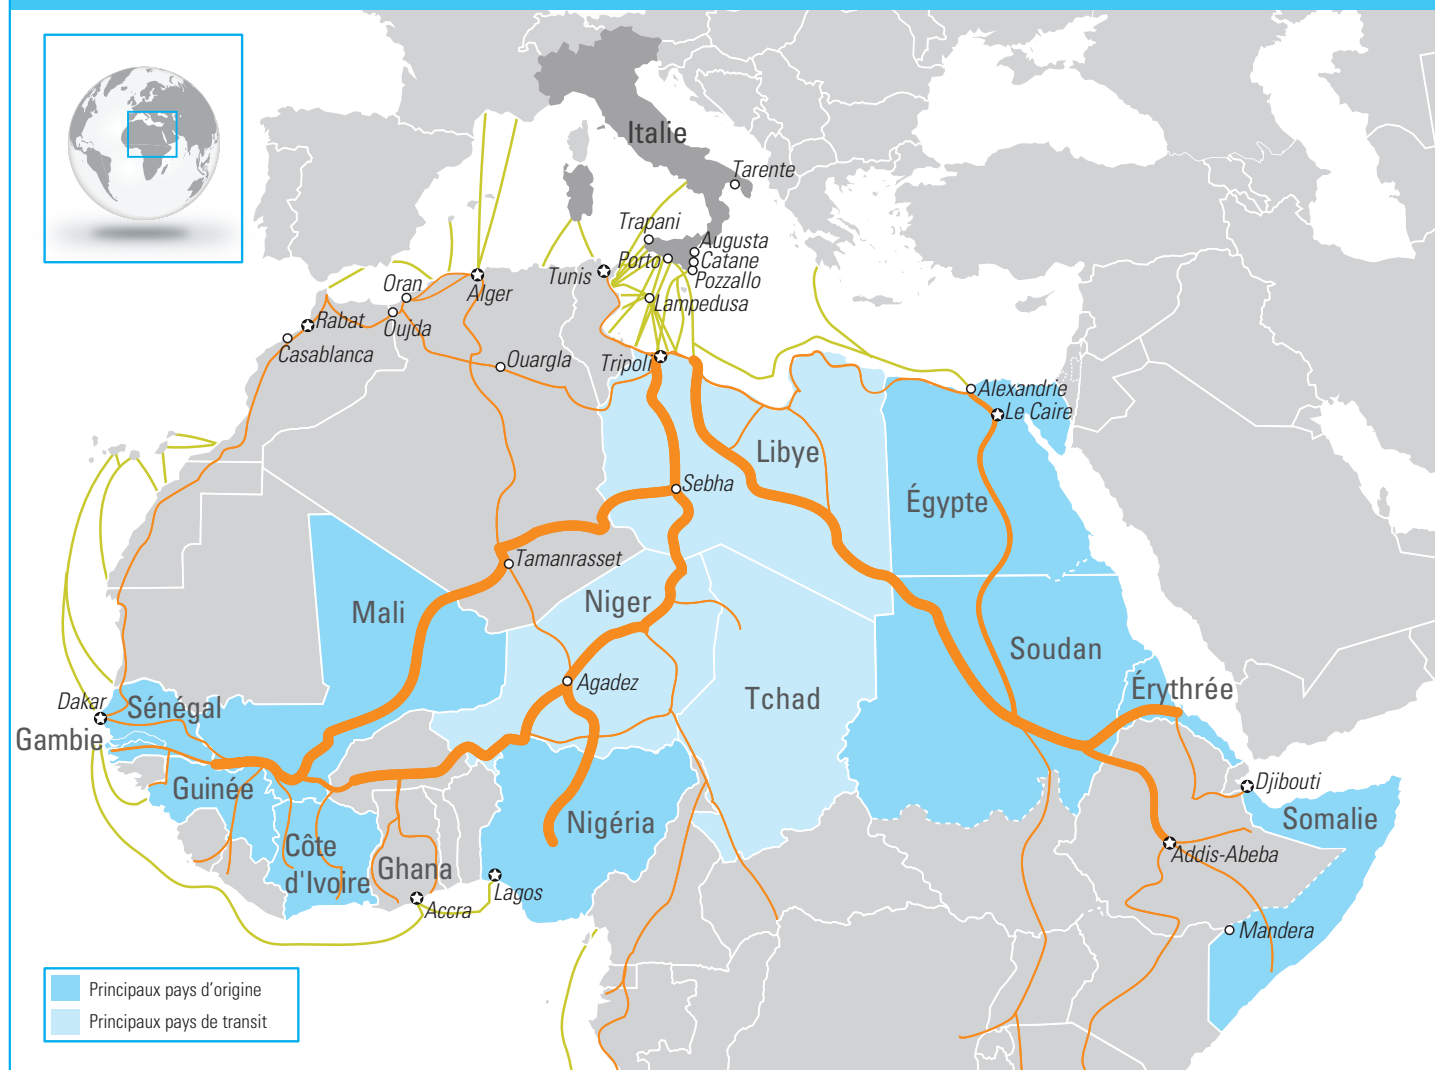 Italie
Tarente
Trapani
Augusta
Porto
Catane
Tunis
Pozzallo
Oran
Alger
Lampedusa
Rabat
Oujda
Casablanca
Ouargla
Tripoli
Alexandrie
Le Caire
Libye
Sebha
Égypte
Tamanrasset
Mali
Niger
Soudan
Agadez
Érythrée
Tchad
Dakar
Sénégal
Gambie
Guinée
Djibouti
Nigéria
Somalie
Côte
d'Ivoire
Ghana
Addis-Abeba
Lagos
Accra
Mandera
Principaux pays d'origine
Principaux pays de transit